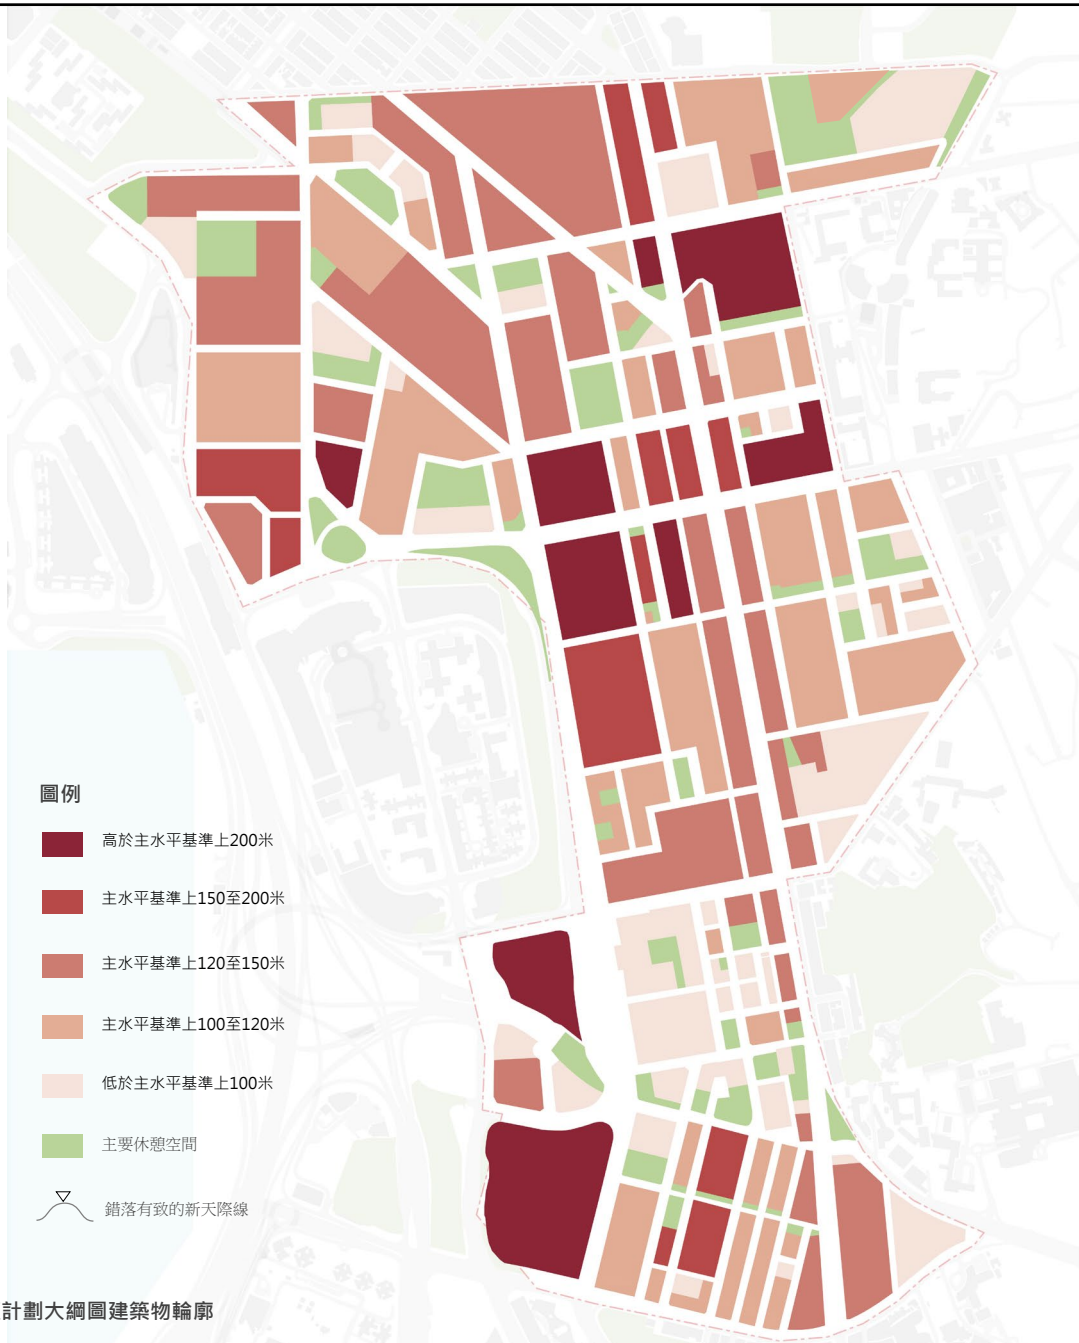 圖例
高於主水平基準上200米
主水平基準上150至200米
主水平基準上120至150米
主水平基準上100至120米
低於主水平基準上100米
主要休憩空間
錯落有致的新天際線
計劃大綱圖建築物輪廓